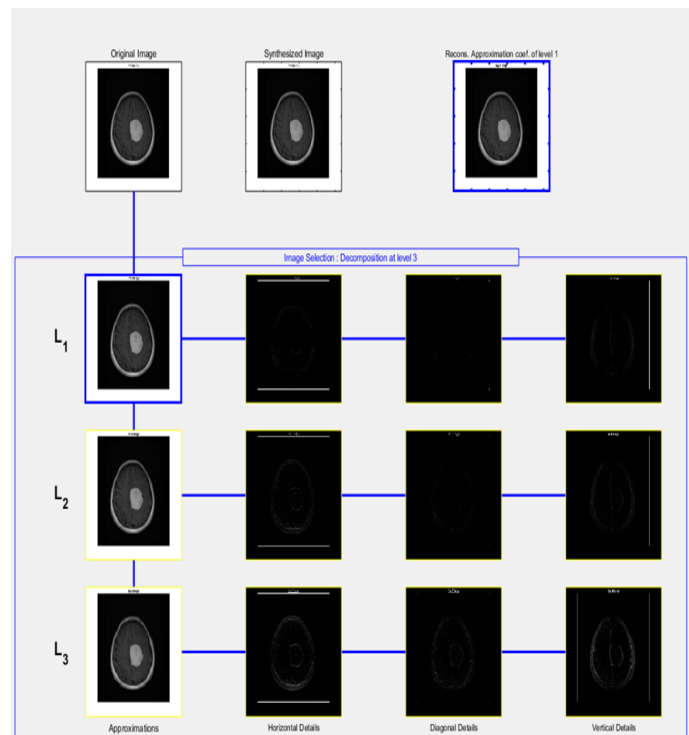 Original Image
Synthesized Image
Recons. Approximation coef. of level 1
Image Selection : Decomposition at level 3
L1
L2
L3
Approximations
Horizontal Details
Diagonal Details
Vertical Details